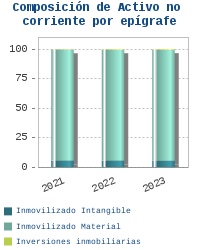 Composición de Activo no
corriente por epígrafe
100
75
50
25
0
2021
2022
2023
Inmovilizado Intangible
Inmovilizado Material
Inversiones inmobiliarias